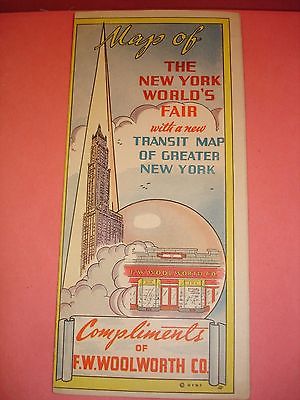 Map of
THE
NEW YORK
WORLD'S
FAIR
with a new
TRANSIT MAP
OF GREATER
NEW YORK
F.W. WOOLWORTH CO.
Compliments
OF
F.W. WOOLWORTH CO.